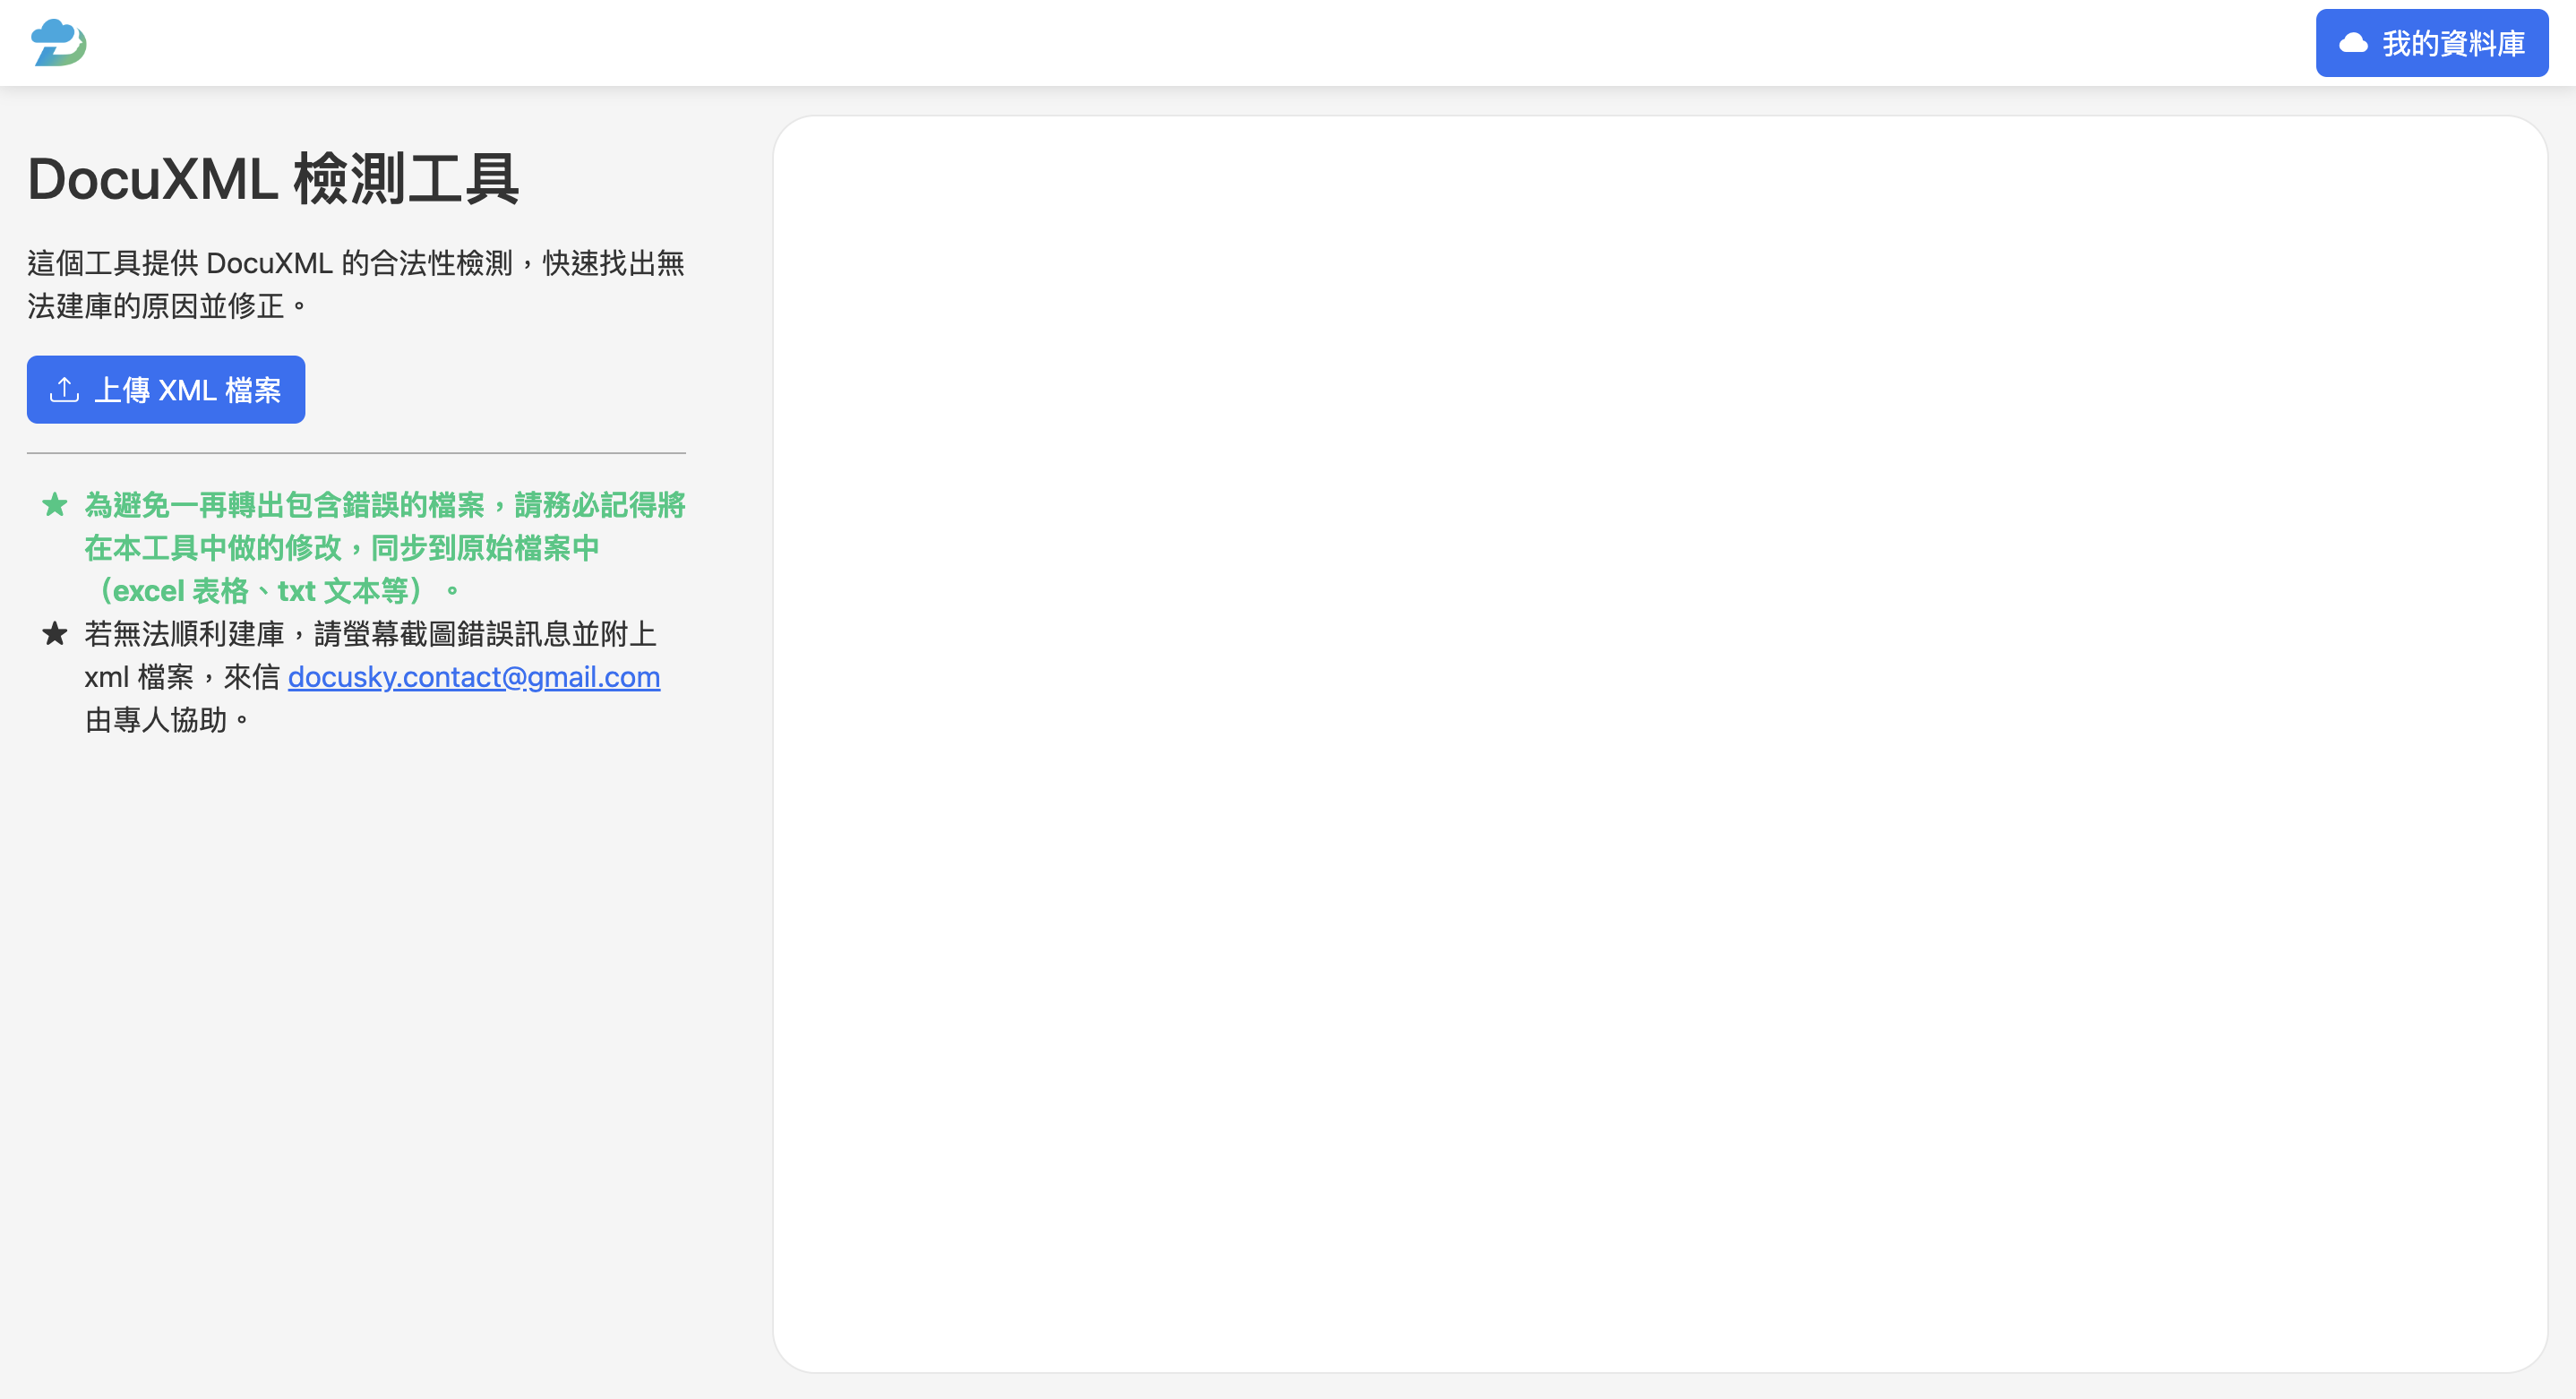 我的資料庫
DocuXML 檢測工具
這個工具提供 DocuXML 的合法性檢測，快速找出無
法建庫的原因並修正。
上傳 XML 檔案
★ 為避免一再轉出包含錯誤的檔案，請務必記得將
在本工具中做的修改，同步到原始檔案中
（excel 表格、txt 文本等）。
★ 若無法順利建庫，請螢幕截圖錯誤訊息並附上
xml 檔案，來信 docusky.contact@gmail.com
由專人協助。